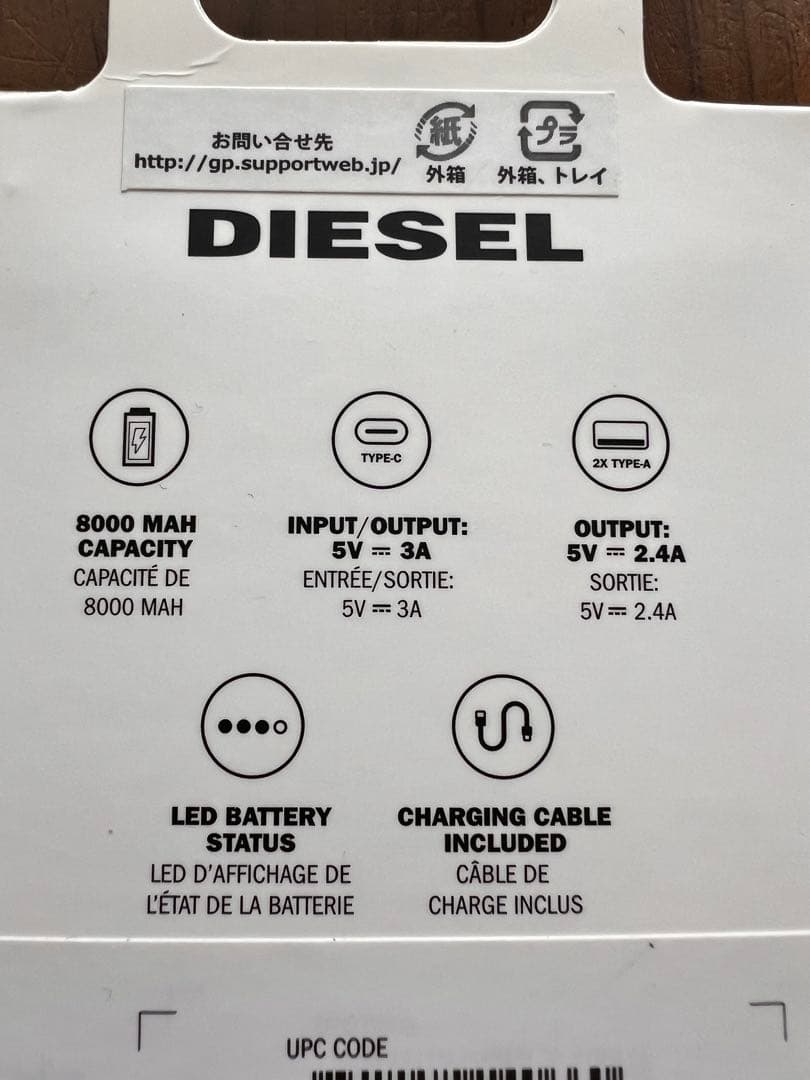 お問い合せ先
http://gp.supportweb.jp/
紙
外箱
プラ
外箱、トレイ
DIESEL
TYPE-C
2X TYPE-A
8000 MAH
CAPACITY
CAPACITÉ DE
8000 MAH
INPUT/OUTPUT:
5V ⎓ 3A
ENTRÉE/SORTIE:
5V ⎓ 3A
OUTPUT:
5V ⎓ 2.4A
SORTIE:
5V ⎓ 2.4A
LED BATTERY
STATUS
LED D'AFFICHAGE DE
L'ÉTAT DE LA BATTERIE
CHARGING CABLE
INCLUDED
CÂBLE DE
CHARGE INCLUS
UPC CODE